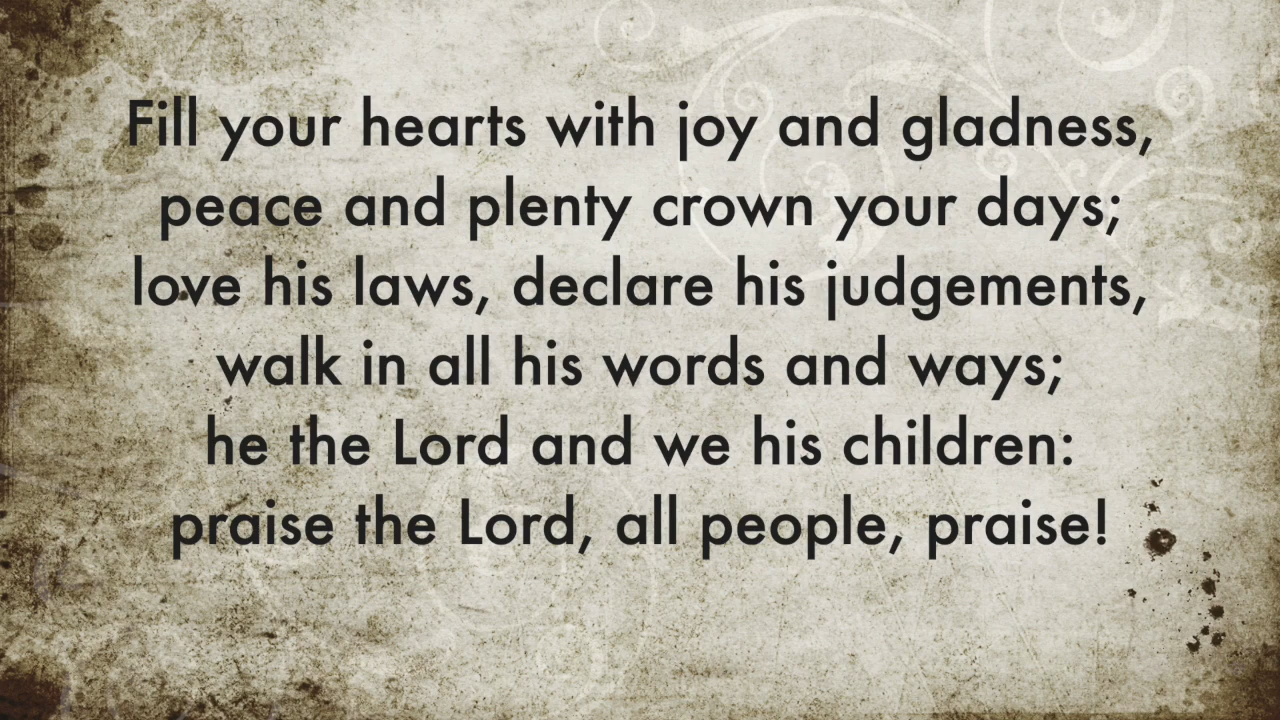 Fill your hearts with joy and gladness,
peace and plenty crown your days;
love his laws, declare his judgements,
walk in all his words and ways;
he the Lord and we his children:
praise the Lord, all people, praise!